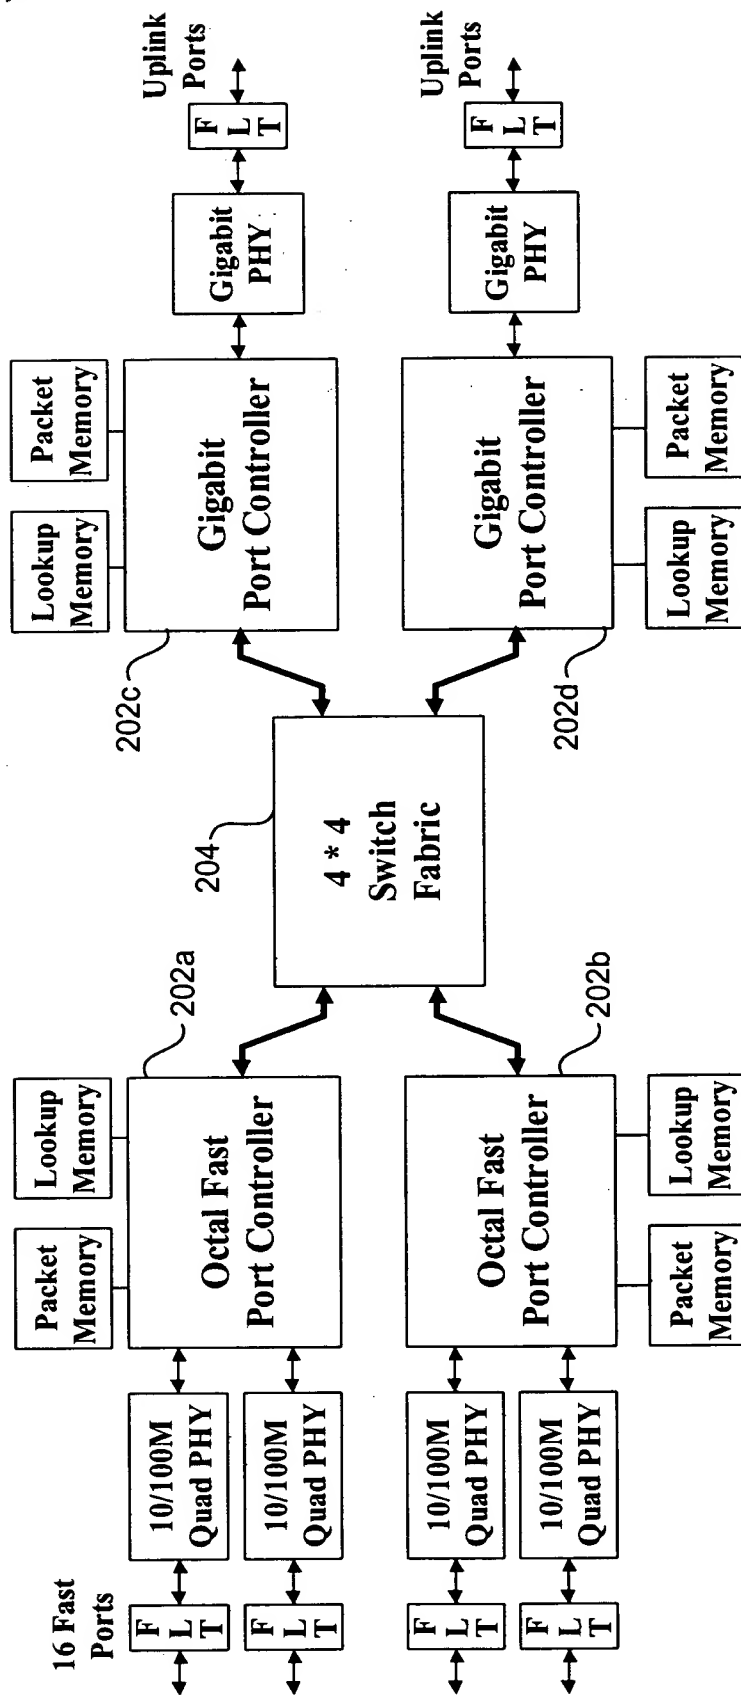 16 Fast
Ports
F
L
T
10/100M
Quad PHY
F
L
T
10/100M
Quad PHY
Packet
Memory
Lookup
Memory
Octal Fast
Port Controller
202a
F
L
T
10/100M
Quad PHY
F
L
T
10/100M
Quad PHY
Octal Fast
Port Controller
202b
Packet
Memory
Lookup
Memory
204
4 * 4
Switch
Fabric
202c
Lookup
Memory
Packet
Memory
Gigabit
Port Controller
Gigabit
PHY
F
L
T
Uplink
Ports
202d
Gigabit
Port Controller
Lookup
Memory
Packet
Memory
Gigabit
PHY
F
L
T
Uplink
Ports